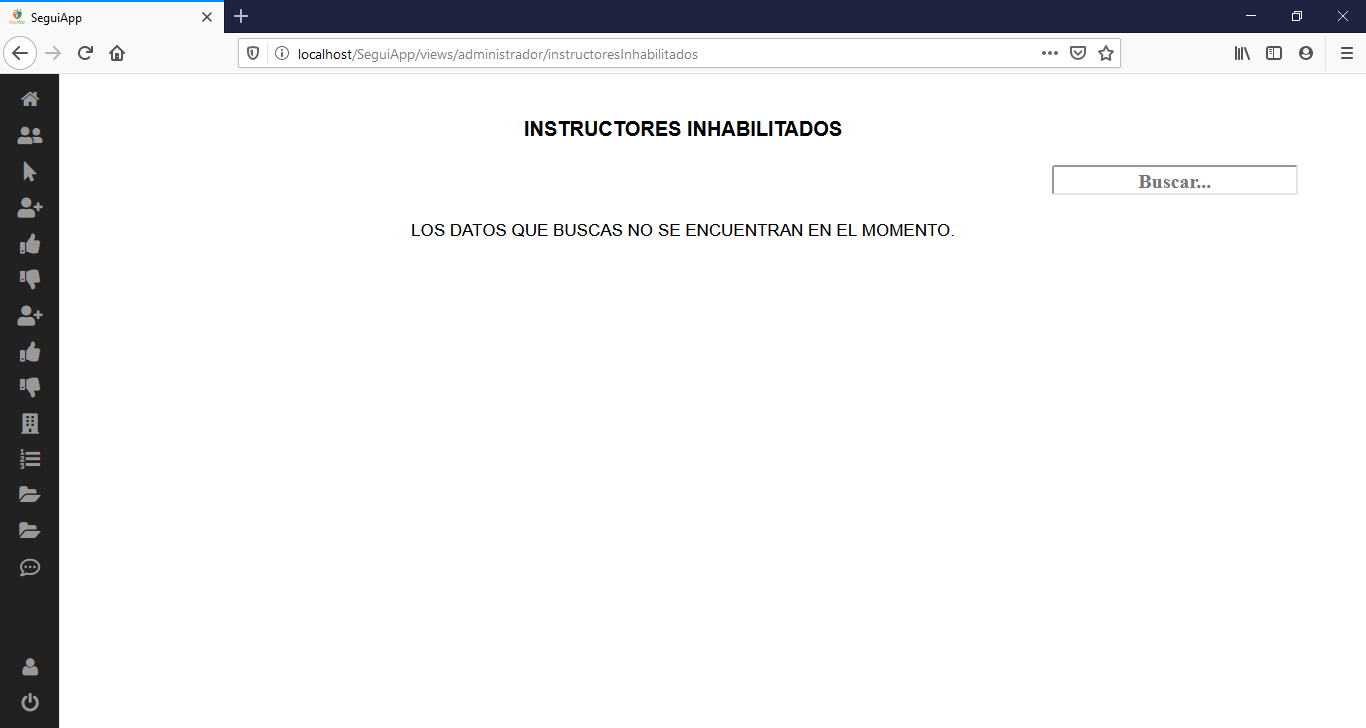 SeguiApp
localhost/SeguiApp/views/administrador/instructoresInhabilitados
INSTRUCTORES INHABILITADOS
Buscar...
LOS DATOS QUE BUSCAS NO SE ENCUENTRAN EN EL MOMENTO.